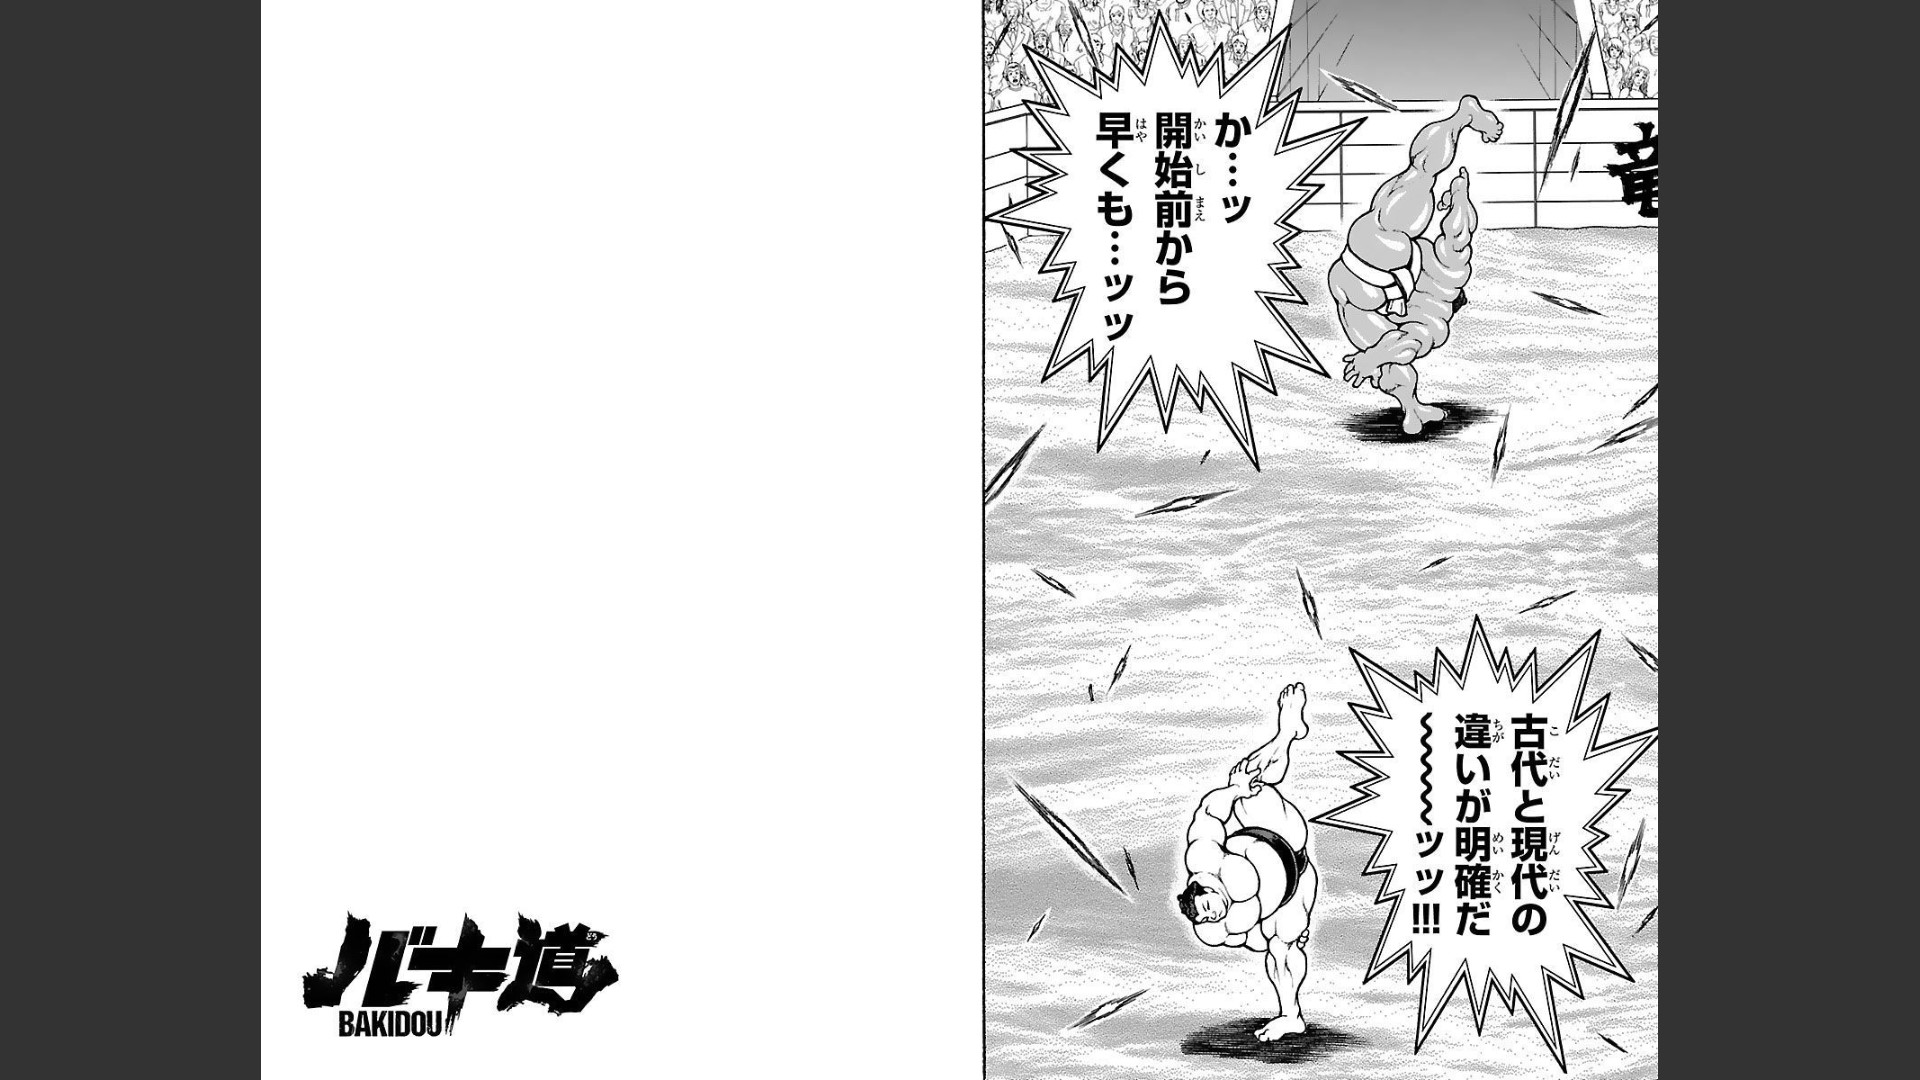 か…ッ
開始前から
早くも…ッッ
竜
古代と現代の
違いが明確だ
〜〜〜〜ッッ!!!
バキ道
BAKIDOU